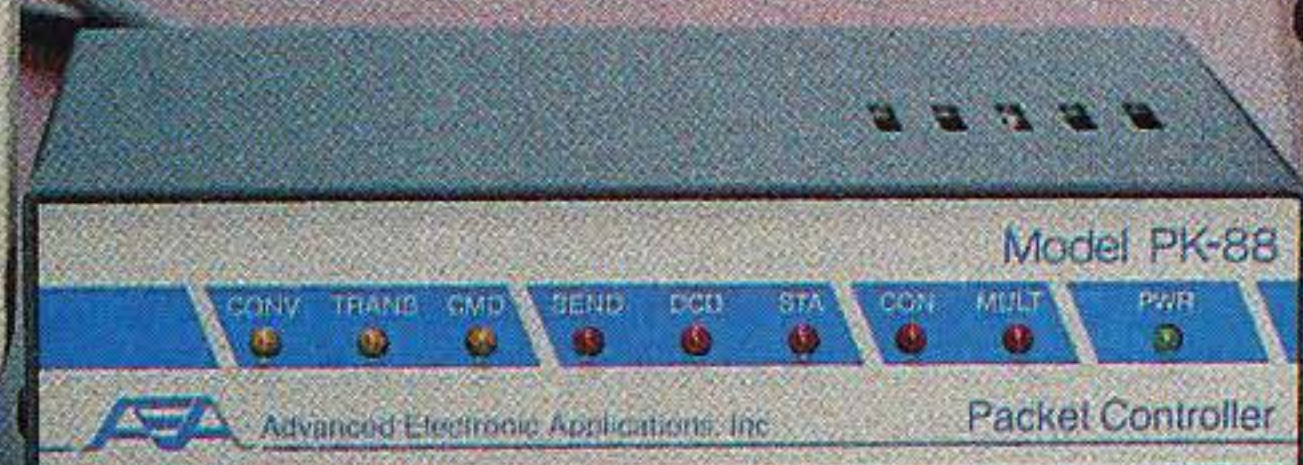 Model PK-88
CONV TRANS CMD SEND DCD STA CON MULT PWR
AEA Advanced Electronic Applications, Inc.
Packet Controller